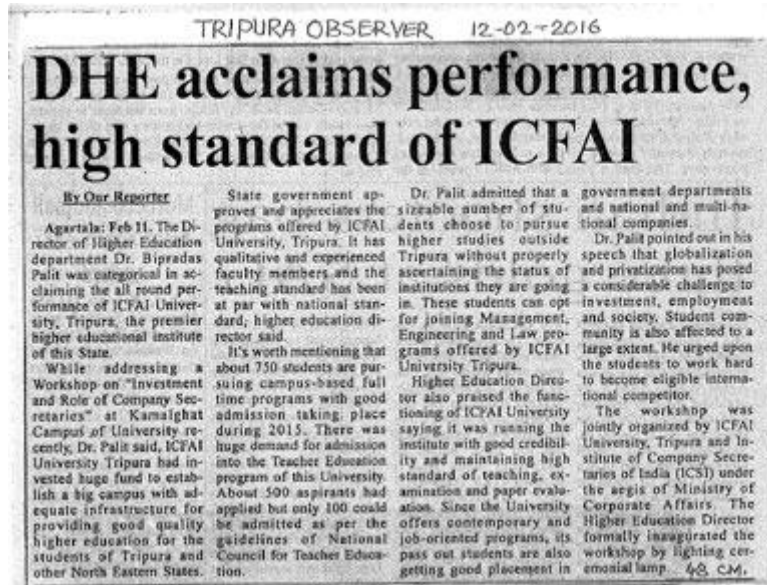 TRIPURA OBSERVER 12-02-2016
DHE acclaims performance,
high standard of ICFAI
By Our Reporter
Agartala: Feb 11. The Di-
rector of Higher Education
department Dr. Bipradas
Palit was categorical in ac-
claiming the all round per-
formance of ICFAI Univer-
sity, Tripura, the premier
higher educational institute
of this State.
While addressing a
Workshop on "Investment
and Role of Company Sec-
retaries" at Kamalghat
Campus of University re-
cently, Dr. Palit said, ICFAI
University Tripura had in-
vested huge fund to estab-
lish a big campus with ad-
equate infrastructure for
providing good quality
higher education for the
students of Tripura and
other North Eastern States.
State government ap-
proves and appreciates the
programs offered by ICFAI
University, Tripura. It has
qualitative and experienced
faculty members and the
teaching standard has been
at par with national stan-
dard, higher education di-
rector said.
It's worth mentioning that
about 750 students are pur-
suing campus-based full
time programs with good
admission taking place
during 2015. There was
huge demand for admission
into the Teacher Education
program of this University.
About 500 aspirants had
applied but only 100 could
be admitted as per the
guidelines of National
Council for Teacher Educa-
tion.
Dr. Palit admitted that a
sizeable number of stu-
dents choose to pursue
higher studies outside
Tripura without properly
ascertaining the status of
institutions they are going
in. These students can opt
for joining Management,
Engineering and Law pro-
grams offered by ICFAI
University Tripura.
Higher Education Direc-
tor also praised the func-
tioning of ICFAI University
saying it was running the
institute with good credibil-
ity and maintaining high
standard of teaching, ex-
amination and paper evalu-
ation. Since the University
offers contemporary and
job-oriented programs, its
pass out students are also
getting good placement in
government departments
and national and multi-na-
tional companies.
Dr. Palit pointed out in his
speech that globalization
and privatization has posed
a considerable challenge to
investment, employment
and society. Student com-
munity is also affected to a
large extent. He urged upon
the students to work hard
to become eligible interna-
tional competitor.
The workshop was
jointly organized by ICFAI
University, Tripura and In-
stitute of Company Secre-
taries of India (ICSI) under
the aegis of Ministry of
Corporate Affairs. The
Higher Education Director
formally inaugurated the
workshop by lighting cer-
emonial lamp. 48 CM.